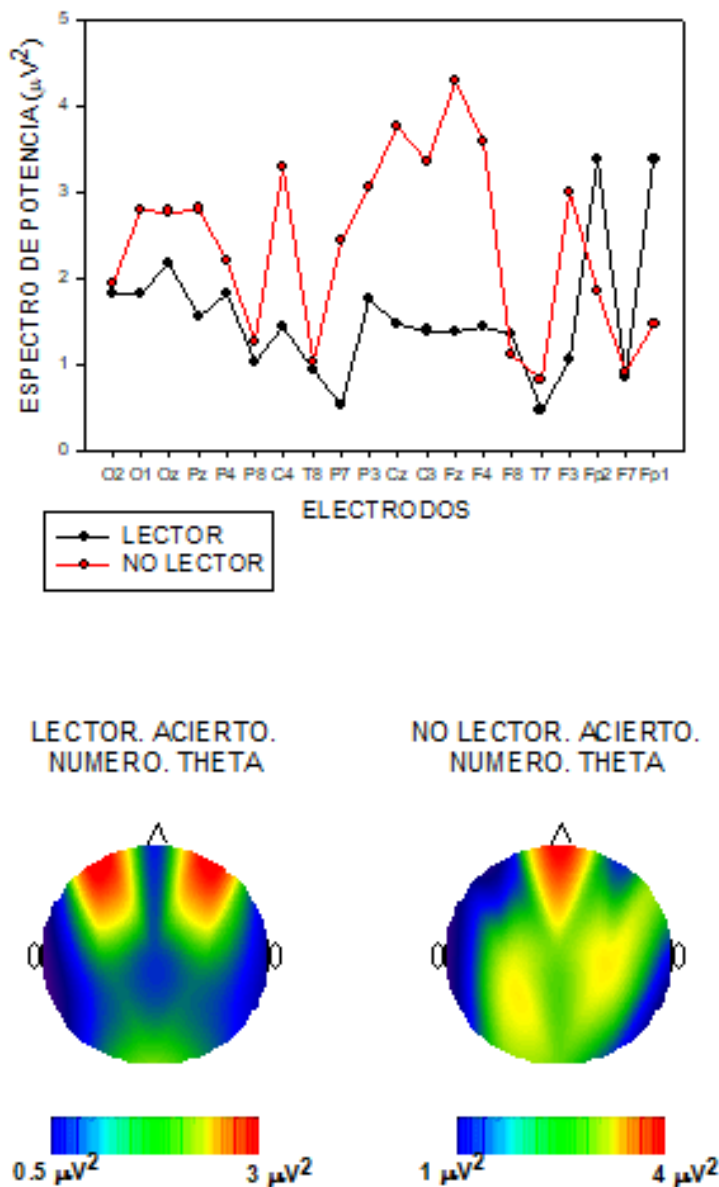 5
4
3
2
1
0
ESPECTRO DE POTENCIA (μV²)
O2 O1 Oz Pz P4 P8 C4 T8 P7 P3 Cz C3 Fz F4 F8 T7 F3 Fp2 F7 Fp1
ELECTRODOS
LECTOR
NO LECTOR
LECTOR. ACIERTO.
NUMERO. THETA
NO LECTOR. ACIERTO.
NUMERO. THETA
0.5 μV² 3 μV²
1 μV² 4 μV²